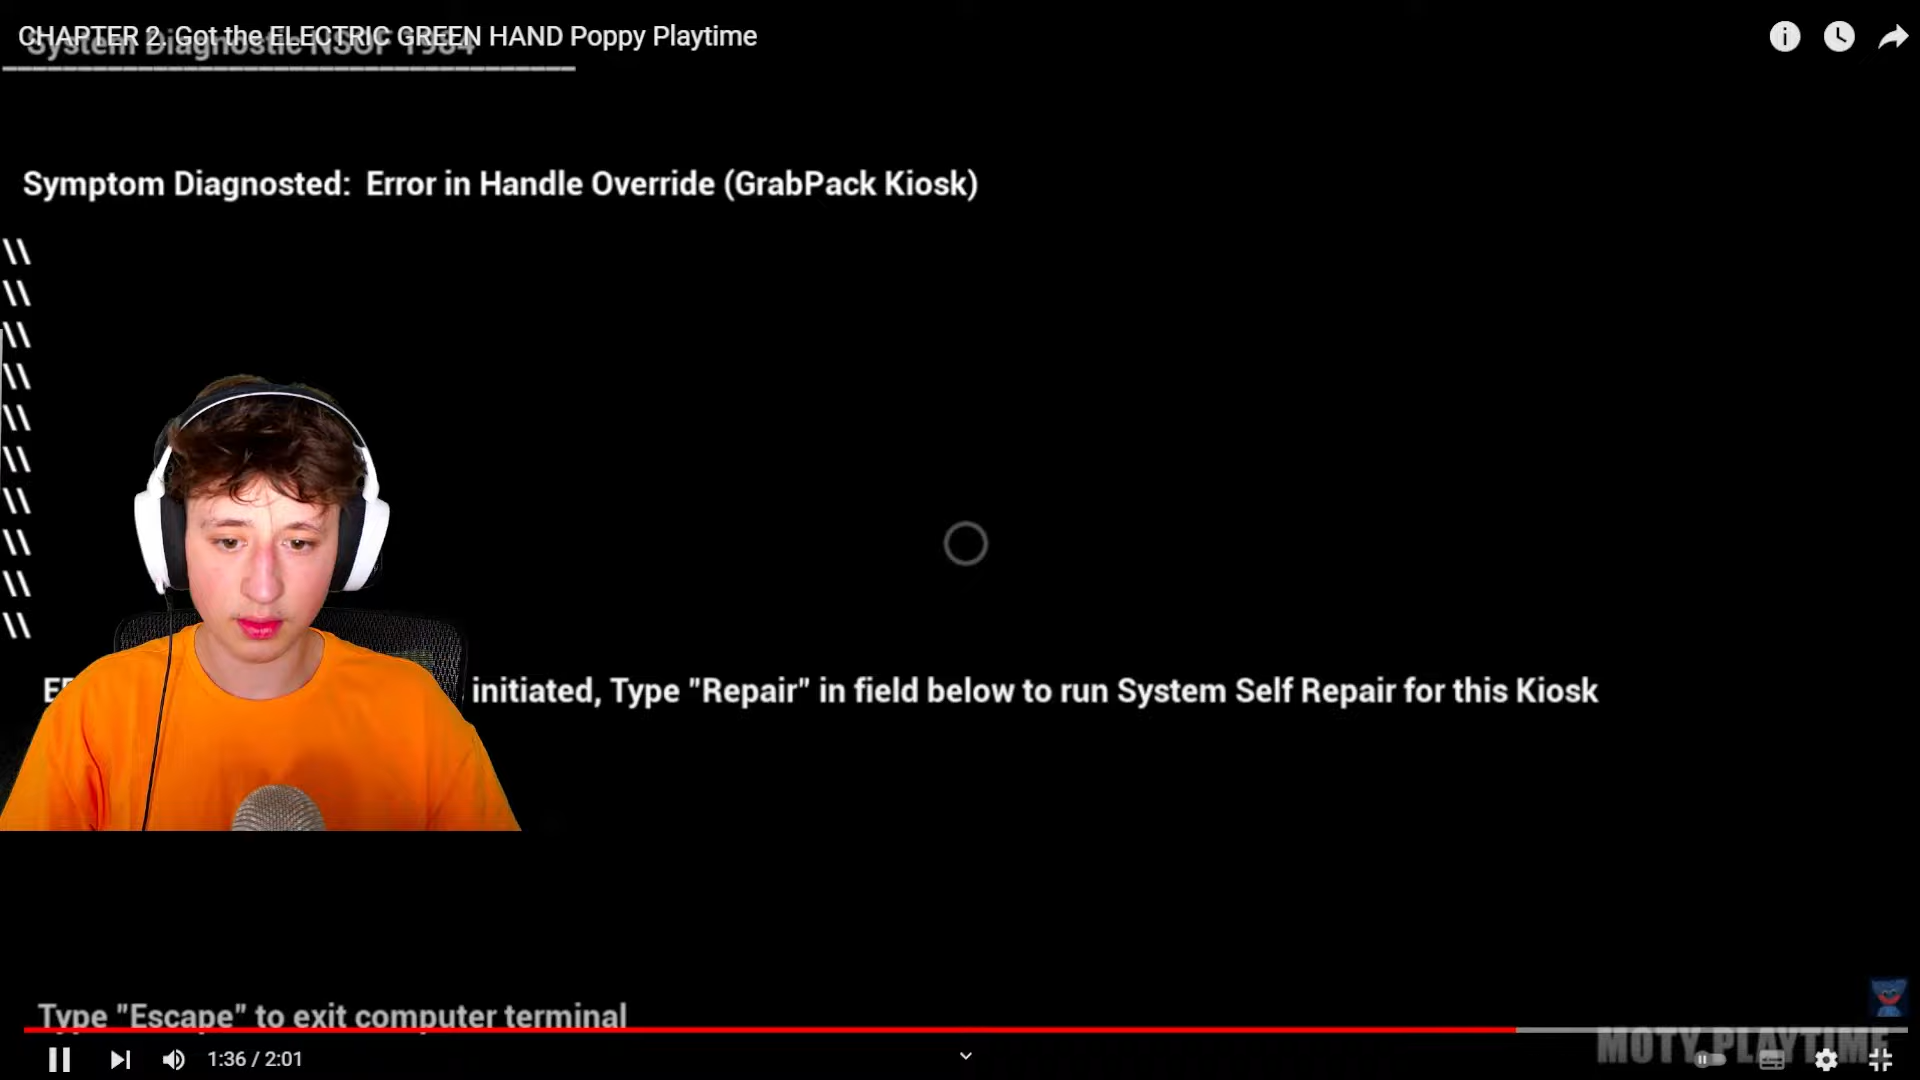 CHAPTER 2. Got the ELECTRIC GREEN HAND Poppy Playtime
System Diagnostic
Symptom Diagnosted: Error in Handle Override (GrabPack Kiosk)
\\
\\
\\
\\
\\
\\
\\
\\
\\
\\
initiated, Type "Repair" in field below to run System Self Repair for this Kiosk
Type "Escape" to exit computer terminal
MOTY PLAYTIME
1:36 / 2:01